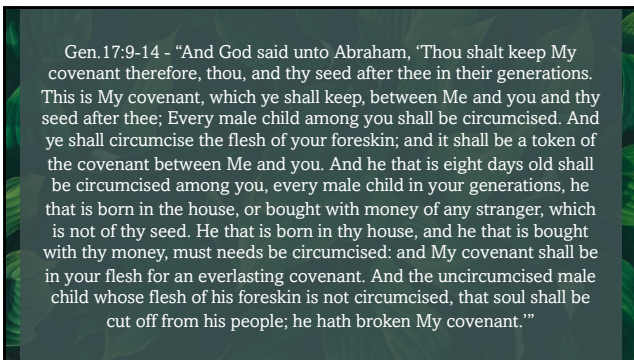 Gen.17:9-14 - “And God said unto Abraham, ‘Thou shalt keep My
covenant therefore, thou, and thy seed after thee in their generations.
This is My covenant, which ye shall keep, between Me and you and thy
seed after thee; Every male child among you shall be circumcised. And
ye shall circumcise the flesh of your foreskin; and it shall be a token of
the covenant between Me and you. And he that is eight days old shall
be circumcised among you, every male child in your generations, he
that is born in the house, or bought with money of any stranger, which
is not of thy seed. He that is born in thy house, and he that is bought
with thy money, must needs be circumcised: and My covenant shall be
in your flesh for an everlasting covenant. And the uncircumcised male
child whose flesh of his foreskin is not circumcised, that soul shall be
cut off from his people; he hath broken My covenant.’”